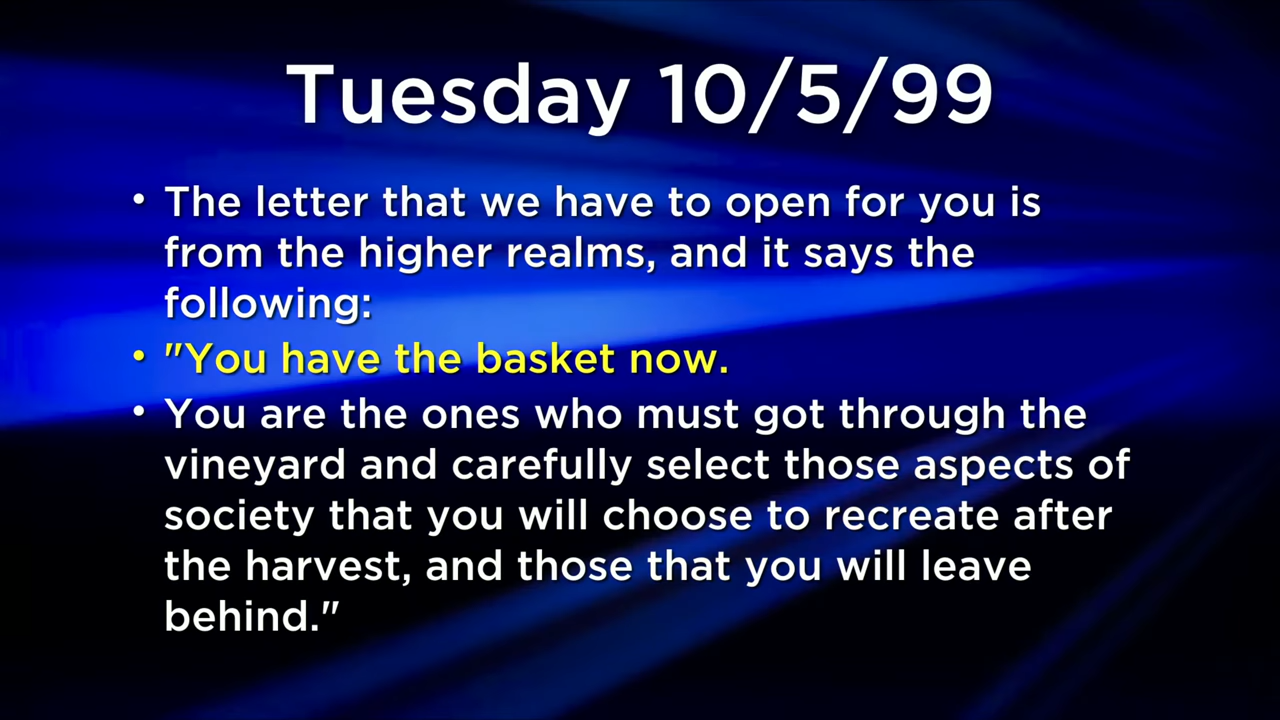 Tuesday 10/5/99
• The letter that we have to open for you is
from the higher realms, and it says the
following:
• "You have the basket now.
• You are the ones who must got through the
vineyard and carefully select those aspects of
society that you will choose to recreate after
the harvest, and those that you will leave
behind."